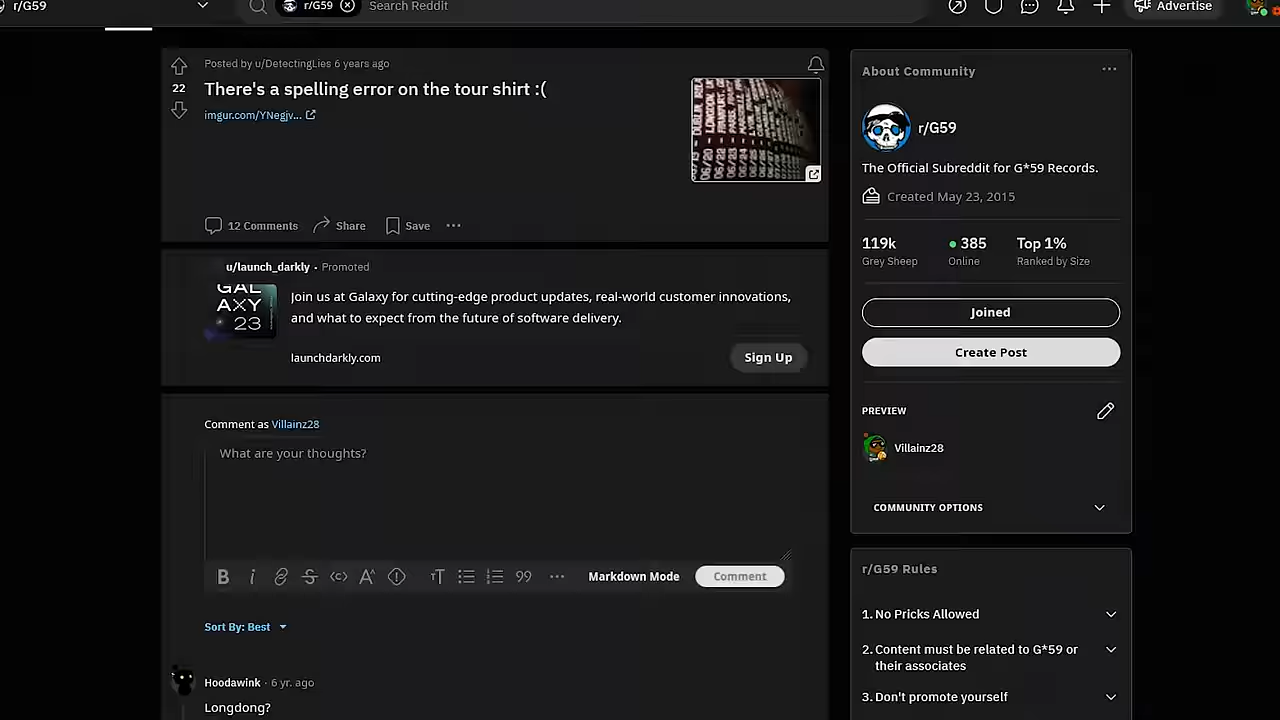 r/G59
r/G59
Search Reddit
Advertise
Posted by u/DetectingLies 6 years ago
22
There's a spelling error on the tour shirt :(
imgur.com/YNegjv...
12 Comments
Share
Save
u/launch_darkly · Promoted
GAL
AXY
23
Join us at Galaxy for cutting-edge product updates, real-world customer innovations,
and what to expect from the future of software delivery.
launchdarkly.com
Sign Up
Comment as Villainz28
What are your thoughts?
Markdown Mode
Comment
Sort By: Best
Hoodawink · 6 yr. ago
Longdong?
About Community
r/G59
The Official Subreddit for G*59 Records.
Created May 23, 2015
119k
385
Top 1%
Grey Sheep
Online
Ranked by Size
Joined
Create Post
PREVIEW
Villainz28
COMMUNITY OPTIONS
r/G59 Rules
1. No Pricks Allowed
2. Content must be related to G*59 or
their associates
3. Don't promote yourself